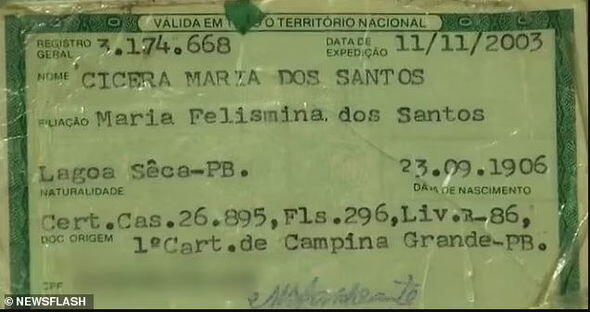 VALIDA EM TODO O TERRITÓRIO NACIONAL
REGISTRO GERAL 3.174.668 DATA DE EXPEDIÇÃO 11/11/2003
NOME CICERA MARIA DOS SANTOS
FILIAÇÃO Maria Felismina dos Santos
Lagoa Sêca-PB. 23.09.1906
NATURALIDADE DATA DE NASCIMENTO
Cert.Cas.26.895,Fls.296,Liv.B-86,
DOC ORIGEM 1ºCart.de Campina Grande-PB.
CPF
NEWSFLASH